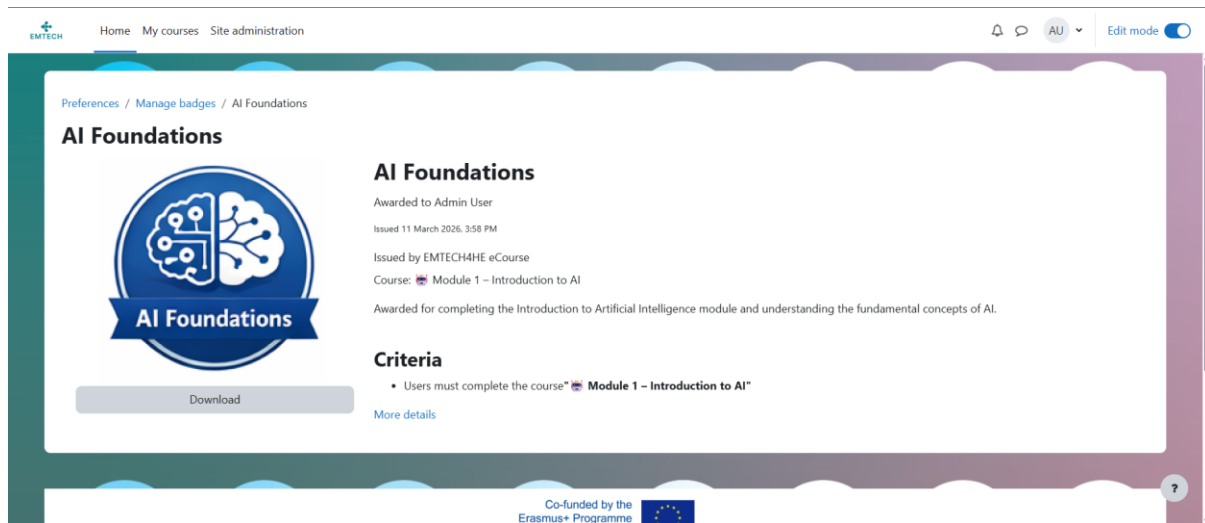 EMTECH
Home My courses Site administration
AU
Edit mode
Preferences / Manage badges / AI Foundations
AI Foundations
AI Foundations
Download
AI Foundations
Awarded to Admin User
Issued 11 March 2026, 3:58 PM
Issued by EMTECH4HE eCourse
Course: Module 1 – Introduction to AI
Awarded for completing the Introduction to Artificial Intelligence module and understanding the fundamental concepts of AI.
Criteria
• Users must complete the course" Module 1 – Introduction to AI"
More details
?
Co-funded by the
Erasmus+ Programme